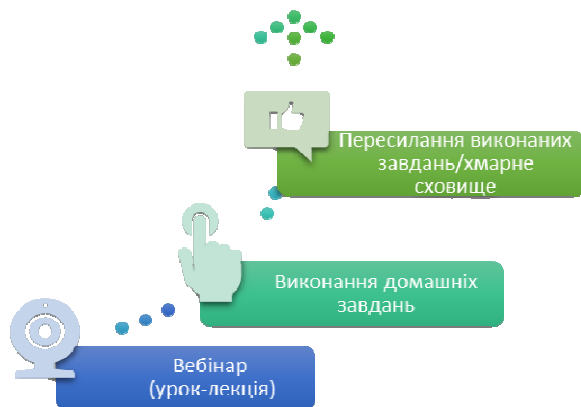 Пересилання виконаних
завдань/хмарне
сховище
Виконання домашніх
завдань
Вебінар
(урок-лекція)